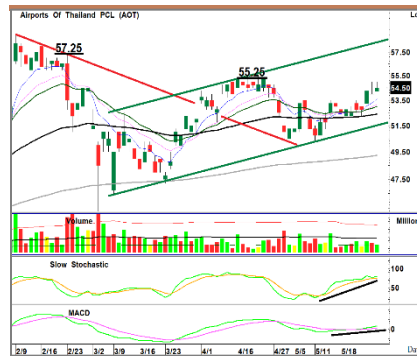 Airports Of Thailand PCL (AOT)
57.25
57.50
55.25
55.50
54.50
53.50
51.50
49.50
47.50
Volume
Million
Slow Stochastic
100
50
MACD
0
2/9 2/16 2/23 3/2 3/9 3/16 3/23 4/1 4/16 4/27 5/5 5/11 5/18